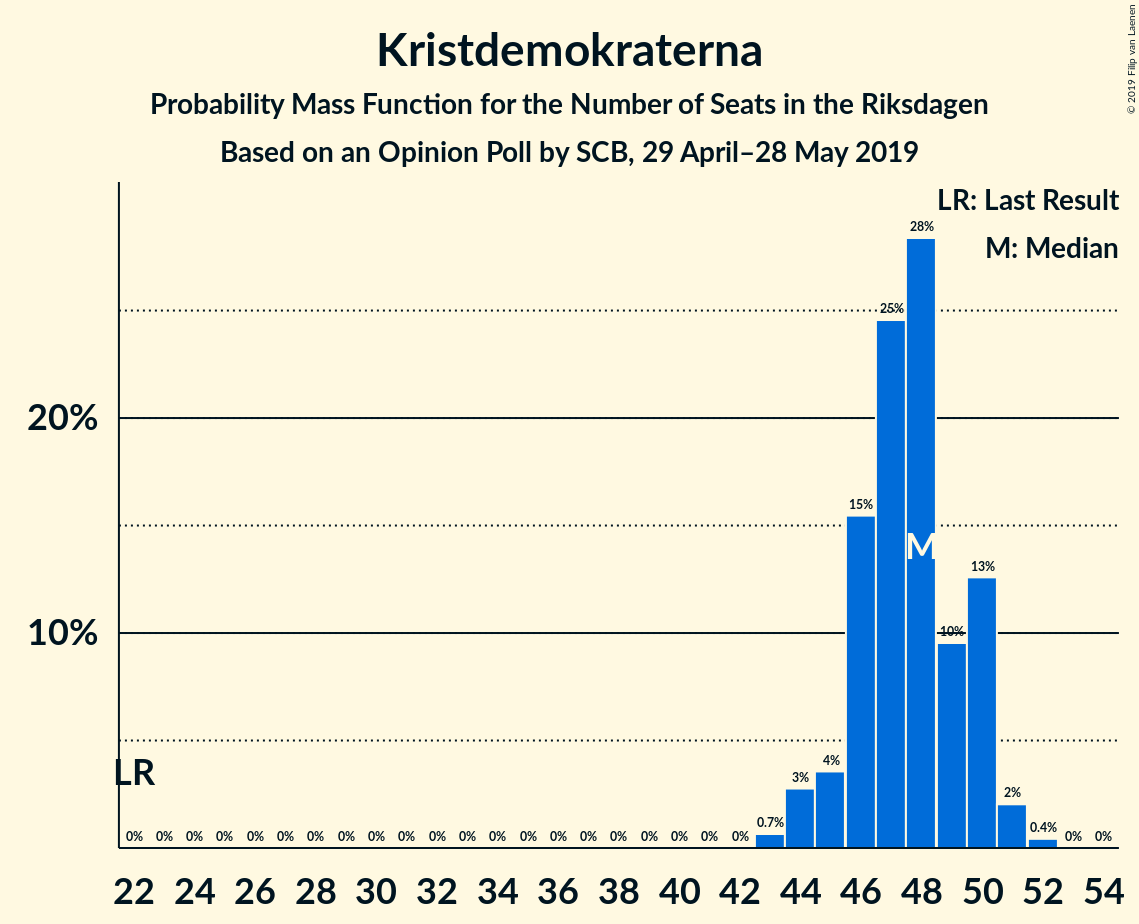 Kristdemokraterna
Probability Mass Function for the Number of Seats in the Riksdagen
Based on an Opinion Poll by SCB, 29 April–28 May 2019
© 2019 Filip van Laenen
LR: Last Result
M: Median
28%
25%
20%
15%
M
13%
10%
10%
LR
4%
3%
2%
0.7%
0.4%
0% 0% 0% 0% 0% 0% 0% 0% 0% 0% 0% 0% 0% 0% 0% 0% 0% 0% 0% 0% 0% 0% 0%
22 24 26 28 30 32 34 36 38 40 42 44 46 48 50 52 54